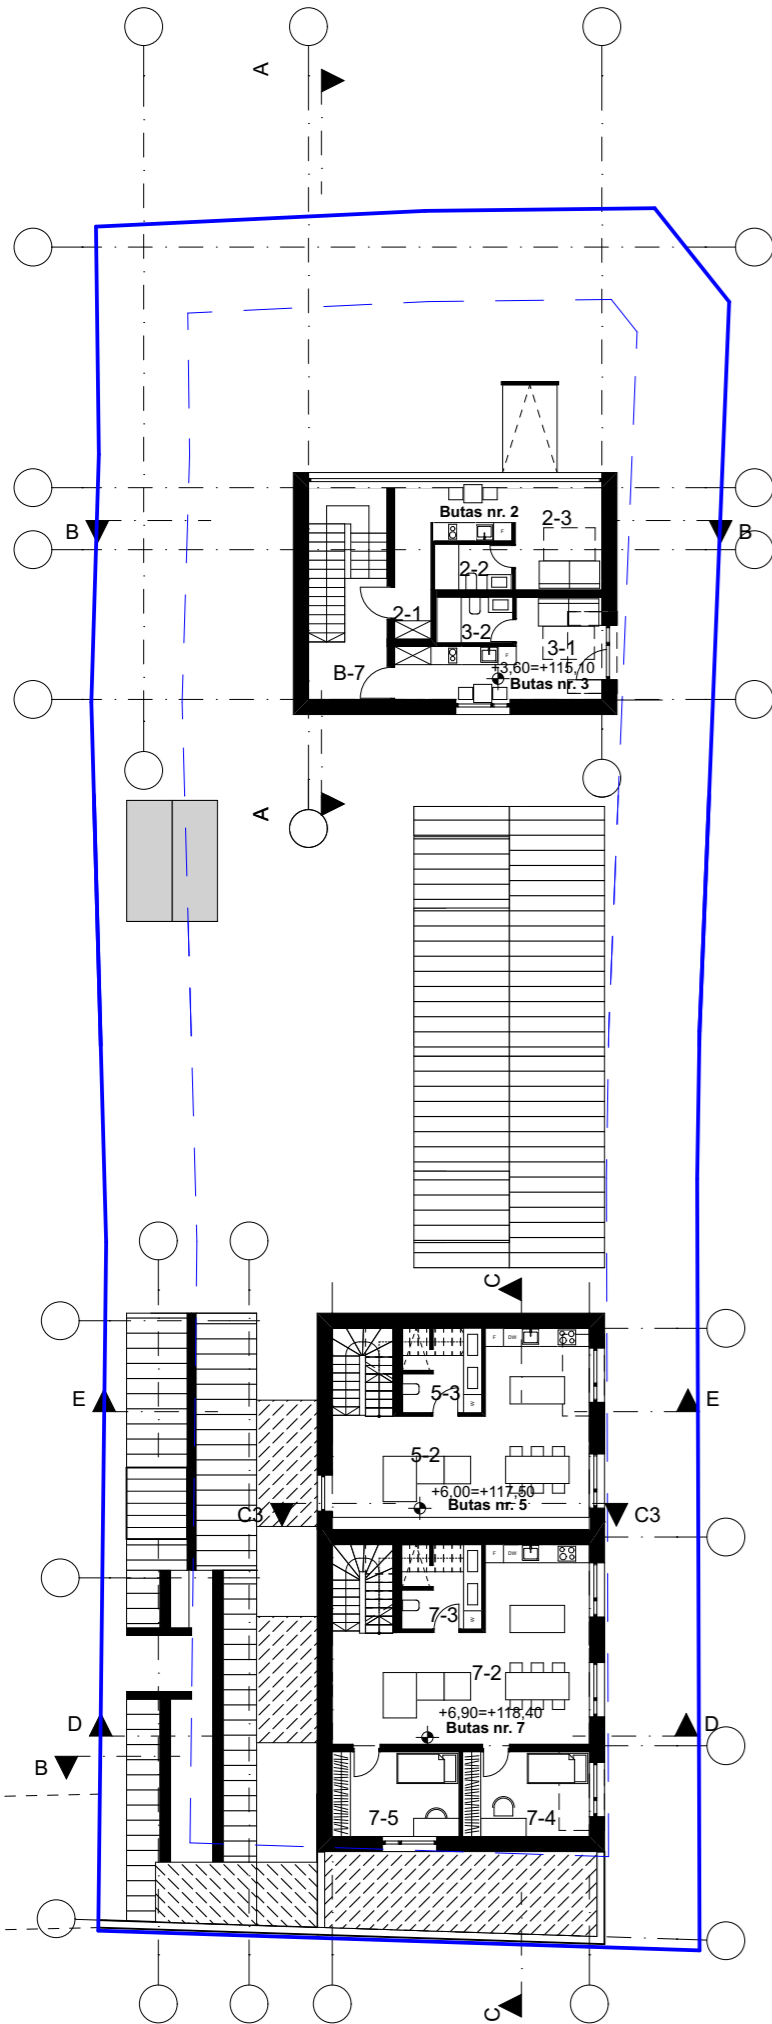 A
Butas nr. 2
2-3
B
B
F
2-2
2-1
3-2
3-1
F
B-7
+3,60=+115,10
Butas nr. 3
A
C
F
DW
5-3
E
E
W
5-2
+6,00=+117,50
Butas nr. 5
C3
C3
F
DW
7-3
W
7-2
+6,90=+118,40
Butas nr. 7
D
D
B
7-5
7-4
C